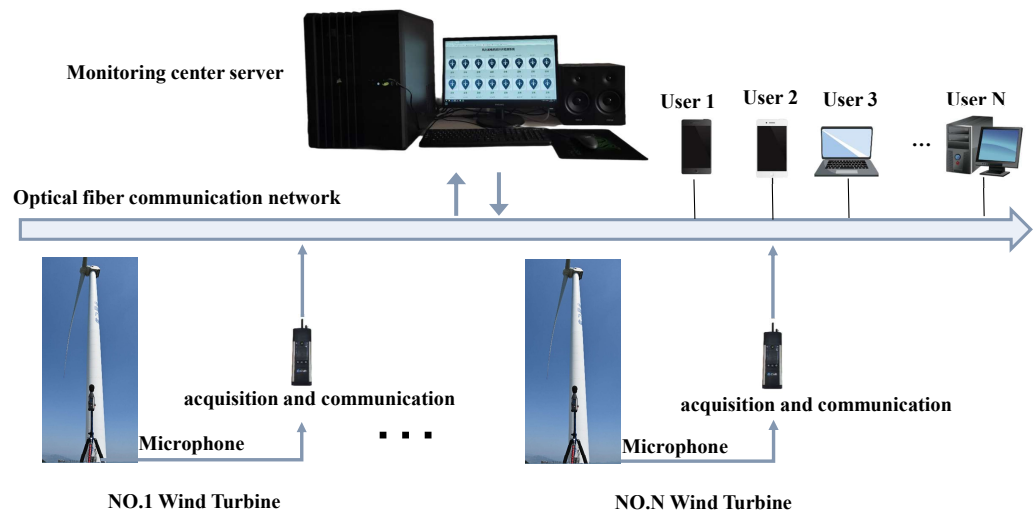 Monitoring center server
User 1
User 2
User 3
...
User N
Optical fiber communication network
acquisition and communication
Microphone
...
acquisition and communication
Microphone
NO.1 Wind Turbine
NO.N Wind Turbine